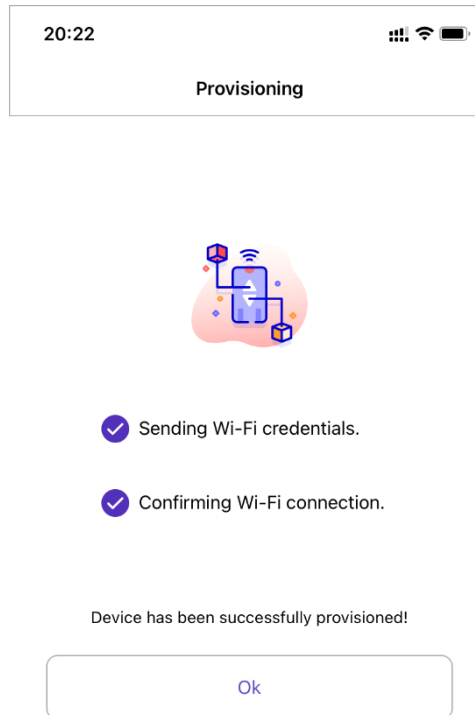 20:22
Provisioning
Sending Wi-Fi credentials.
Confirming Wi-Fi connection.
Device has been successfully provisioned!
Ok